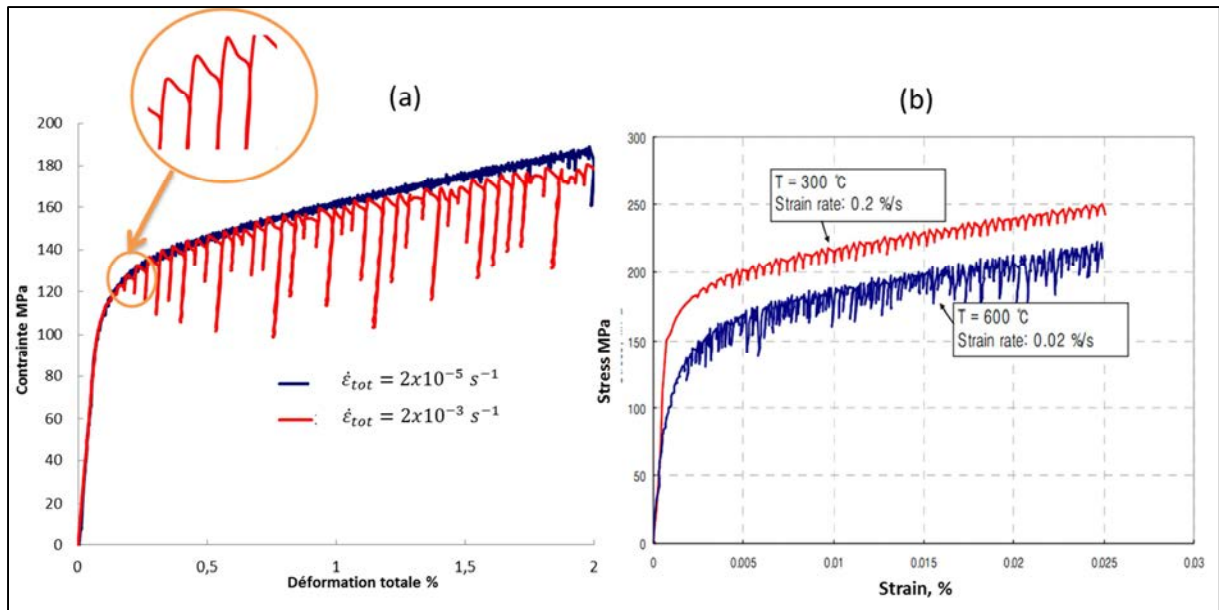 (a)
200
180
160
140
120
100
80
60
40
20
0
Contrainte MPa
ε̇tot = 2x10⁻⁵ s⁻¹
ε̇tot = 2x10⁻³ s⁻¹
0 0,5 1 1,5 2
Déformation totale %
(b)
300
250
200
150
100
50
0
Stress MPa
T = 300 ℃
Strain rate: 0.2 %/s
T = 600 ℃
Strain rate: 0.02 %/s
0 0.005 0.01 0.015 0.02 0.025 0.03
Strain, %